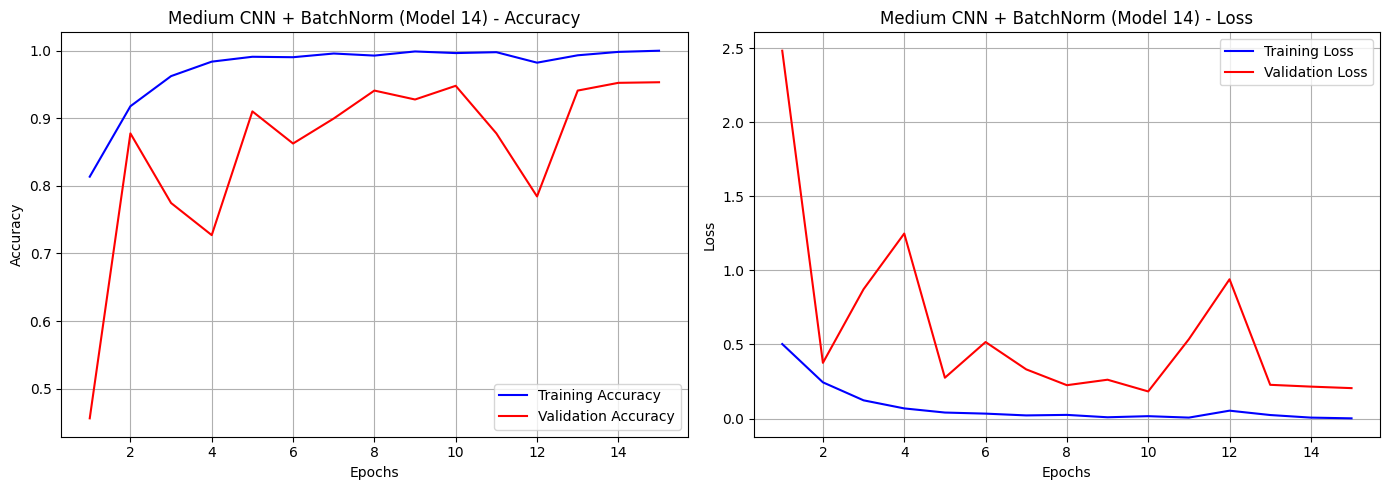 Medium CNN + BatchNorm (Model 14) - Accuracy
1.0
0.9
0.8
0.7
0.6
0.5
Accuracy
2 4 6 8 10 12 14
Epochs
Training Accuracy
Validation Accuracy
Medium CNN + BatchNorm (Model 14) - Loss
2.5
2.0
1.5
1.0
0.5
0.0
Loss
2 4 6 8 10 12 14
Epochs
Training Loss
Validation Loss